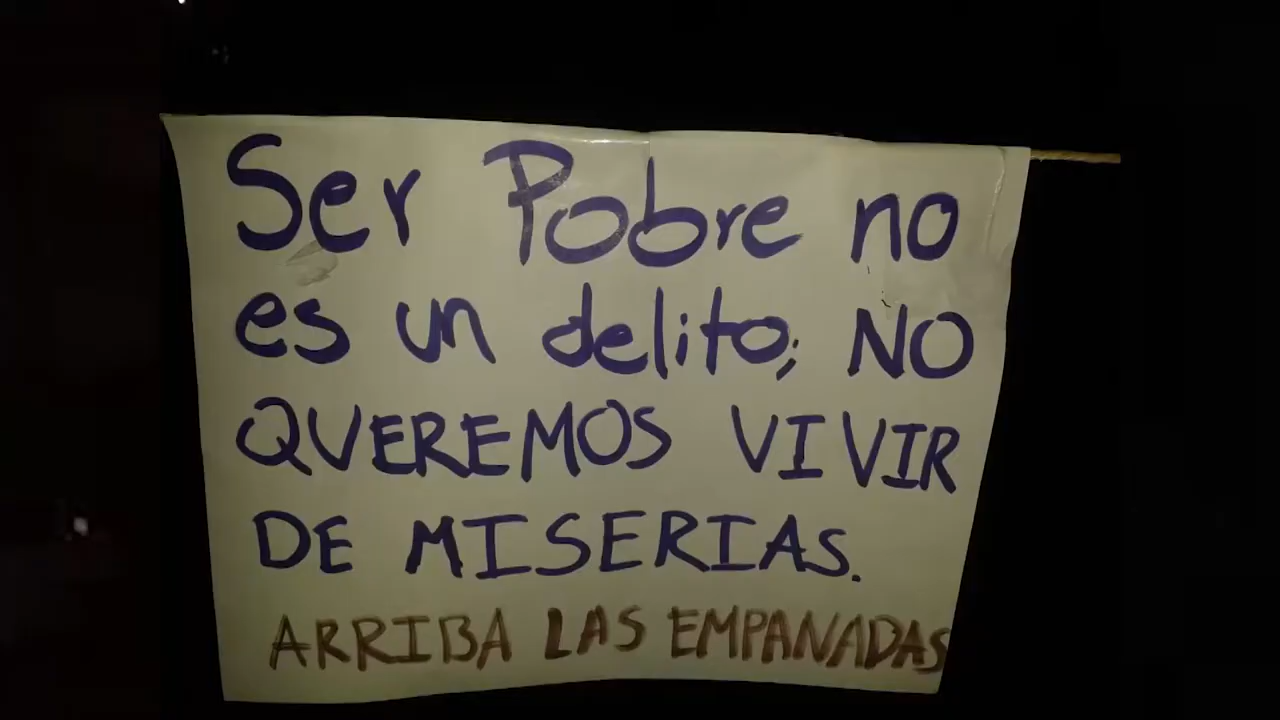 Ser Pobre no
es un delito; NO
QUEREMOS VIVIR
DE MISERIAS.
ARRIBA LAS EMPANADAS